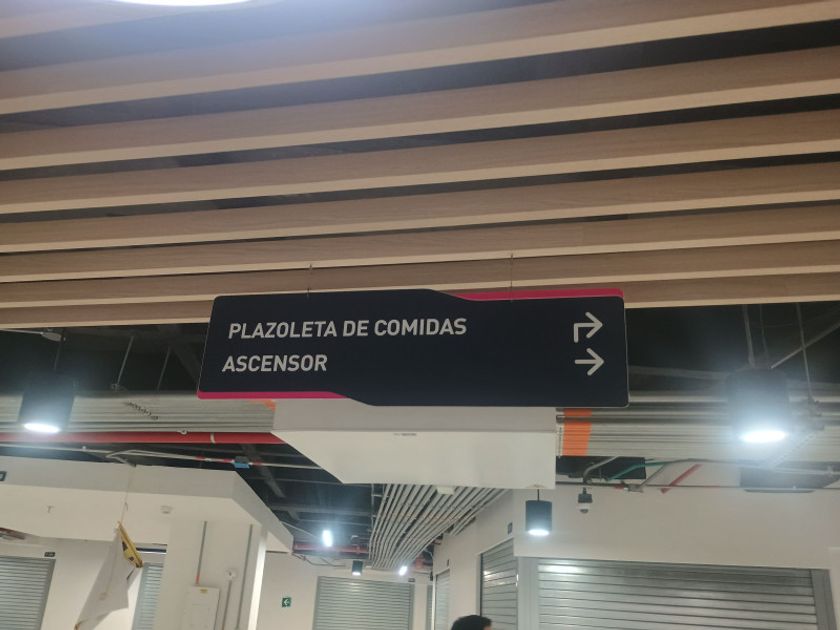 PLAZOLETA DE COMIDAS
ASCENSOR